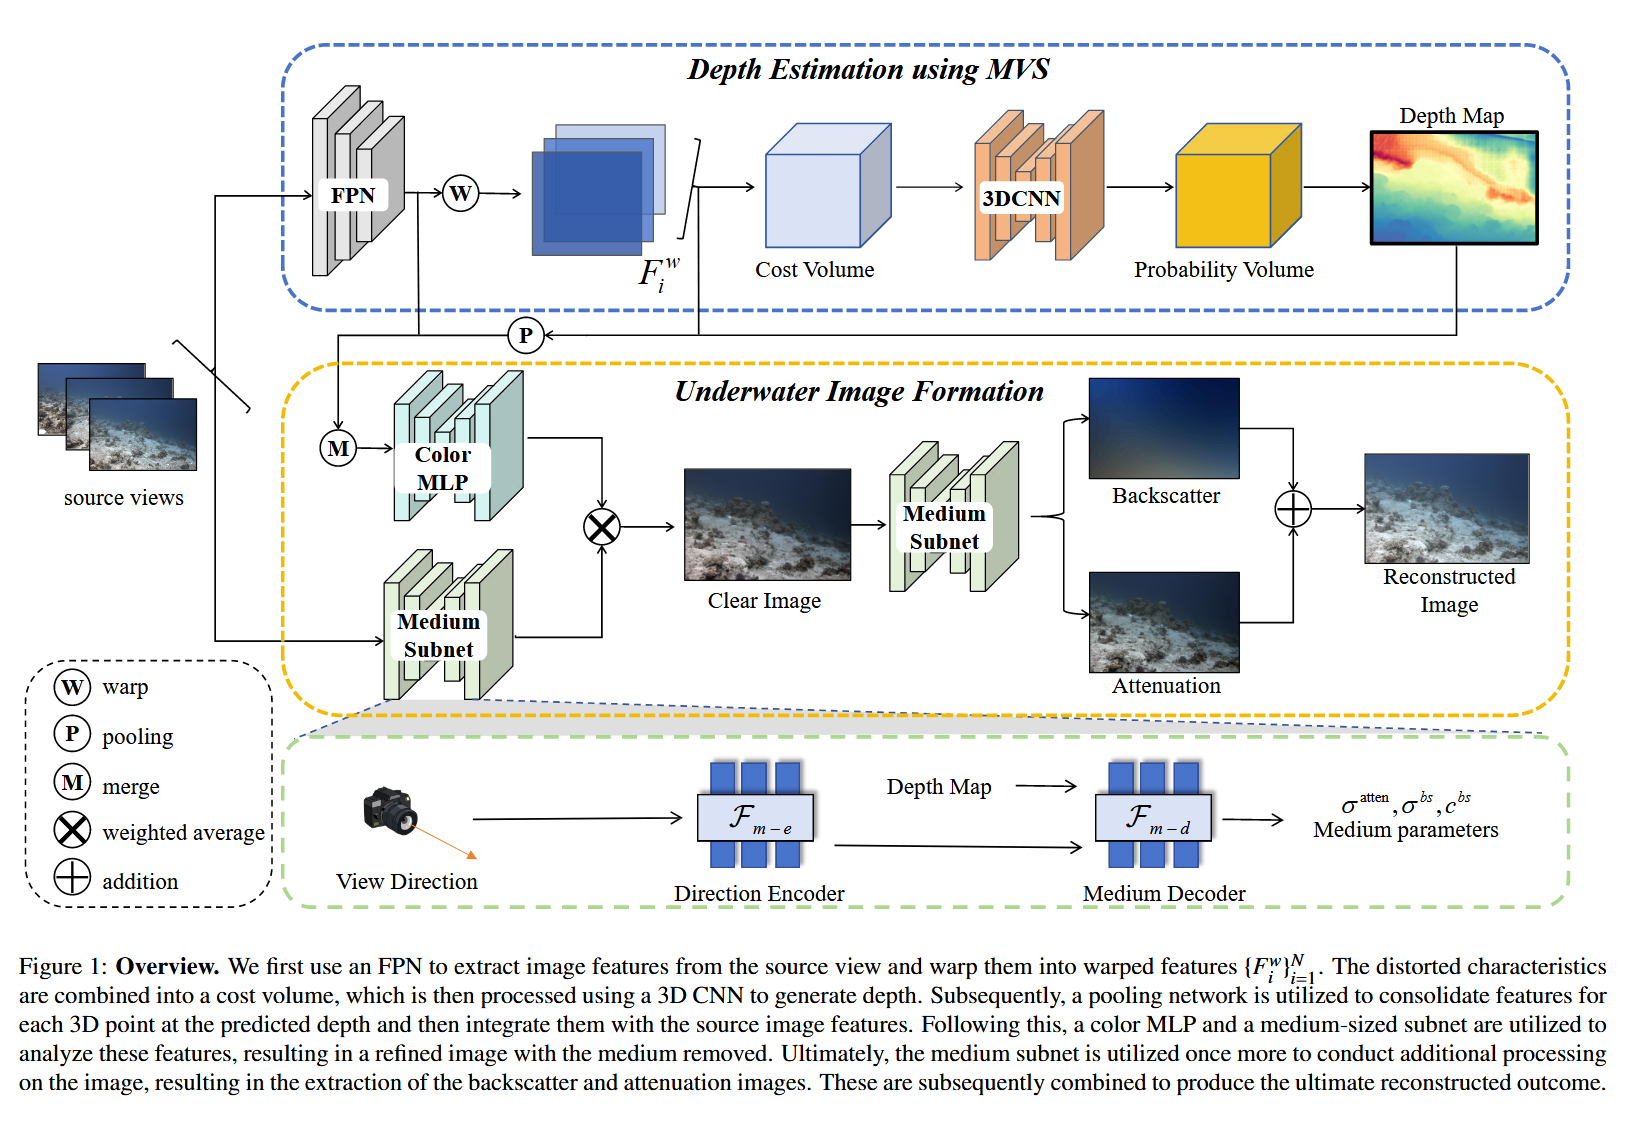 Depth Estimation using MVS
Depth Map
FPN
W
3DCNN
F_i^w
Cost Volume
Probability Volume
P
source views
Underwater Image Formation
M
Color
MLP
Medium
Subnet
Clear Image
Medium
Subnet
Backscatter
Attenuation
Reconstructed
Image
W warp
P pooling
M merge
weighted average
addition
View Direction
ℱ_{m-e}
Direction Encoder
Depth Map
ℱ_{m-d}
Medium Decoder
σ^{atten}, σ^{bs}, c^{bs}
Medium parameters
Figure 1: Overview. We first use an FPN to extract image features from the source view and warp them into warped features {F_i^w}_{i=1}^N. The distorted characteristics
are combined into a cost volume, which is then processed using a 3D CNN to generate depth. Subsequently, a pooling network is utilized to consolidate features for
each 3D point at the predicted depth and then integrate them with the source image features. Following this, a color MLP and a medium-sized subnet are utilized to
analyze these features, resulting in a refined image with the medium removed. Ultimately, the medium subnet is utilized once more to conduct additional processing
on the image, resulting in the extraction of the backscatter and attenuation images. These are subsequently combined to produce the ultimate reconstructed outcome.